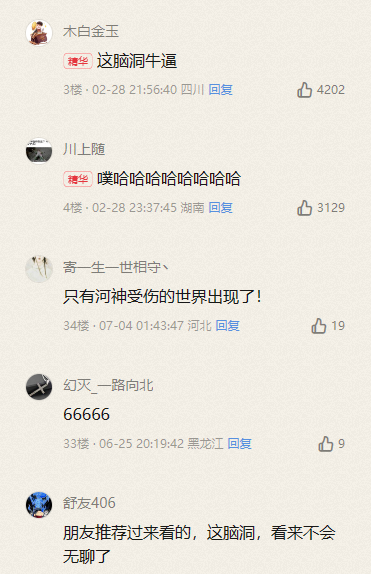 木白金玉
精华 这脑洞牛逼
3楼 · 02-28 21:56:40 四川 回复 4202
川上随
精华 噗哈哈哈哈哈哈哈哈
4楼 · 02-28 23:37:45 湖南 回复 3129
寄一生一世相守丶
只有河神受伤的世界出现了！
34楼 · 07-04 01:43:47 河北 回复 19
幻灭_一路向北
66666
33楼 · 06-25 20:19:42 黑龙江 回复 9
舒友406
朋友推荐过来看的，这脑洞，看来不会
无聊了